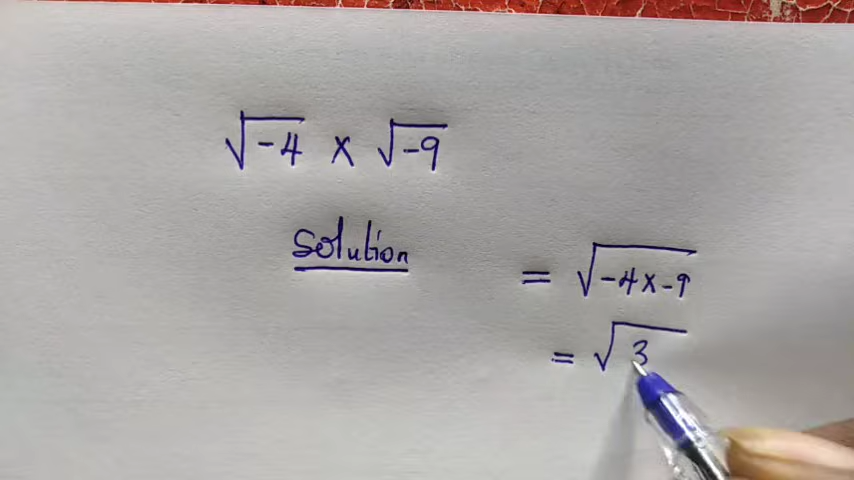 √-4 x √-9
Solution
= √-4x-9
= √3